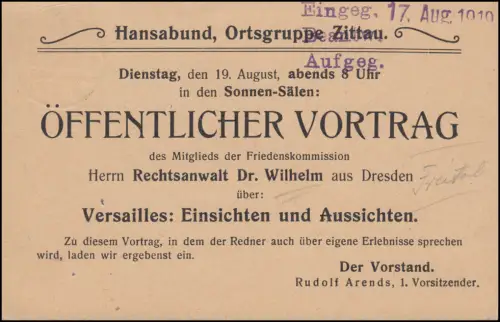 Eingeg. 17. Aug. 1919
Hansabund, Ortsgruppe Zittau.
Beantw.
Aufgeg.
Dienstag, den 19. August, abends 8 Uhr
in den Sonnen-Sälen:
ÖFFENTLICHER VORTRAG
des Mitglieds der Friedenskommission
Herrn Rechtsanwalt Dr. Wilhelm aus Dresden
über:
Versailles: Einsichten und Aussichten.
Zu diesem Vortrag, in dem der Redner auch über eigene Erlebnisse sprechen
wird, laden wir ergebenst ein.
Der Vorstand.
Rudolf Arends, 1. Vorsitzender.